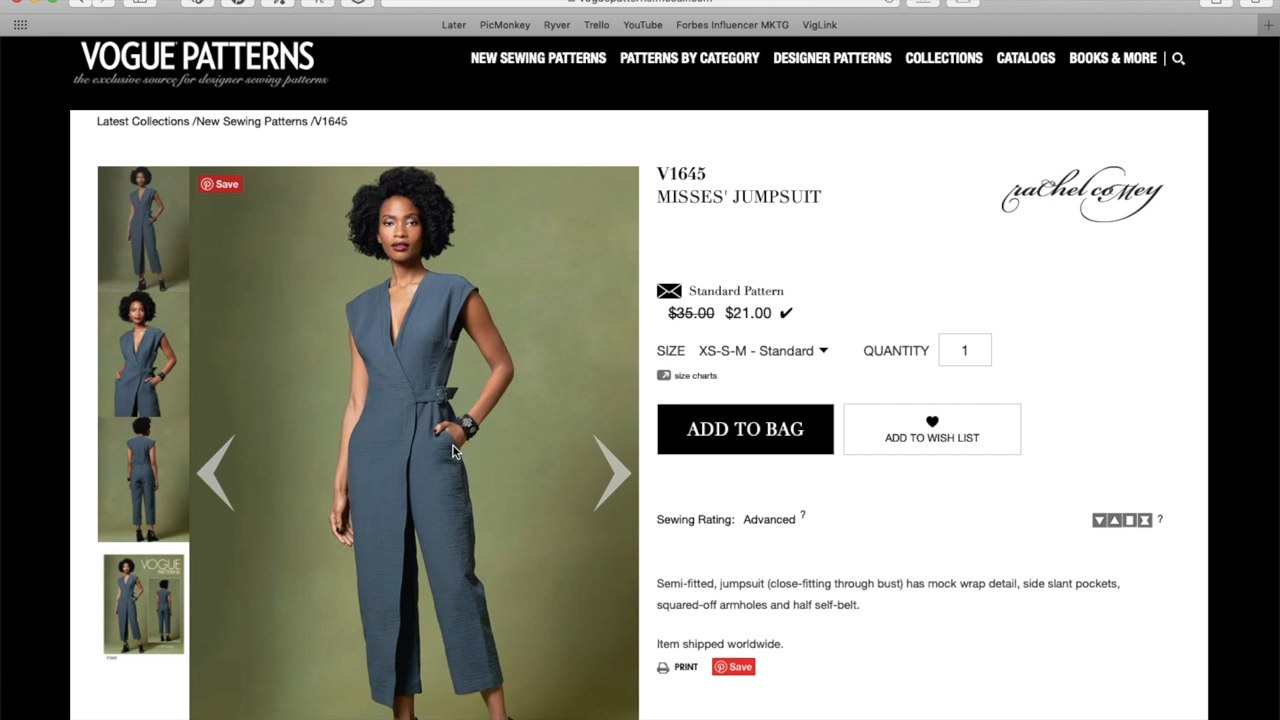 Later PicMonkey Ryver Trello YouTube Forbes Influencer MKTG VigLink
VOGUE PATTERNS
the exclusive source for designer sewing patterns
NEW SEWING PATTERNS PATTERNS BY CATEGORY DESIGNER PATTERNS COLLECTIONS CATALOGS BOOKS & MORE
Latest Collections /New Sewing Patterns /V1645
Save
V1645
MISSES' JUMPSUIT
rachel comey
Standard Pattern
$35.00 $21.00 ✔
SIZE XS-S-M - Standard
QUANTITY 1
size charts
ADD TO BAG
ADD TO WISH LIST
Sewing Rating: Advanced ?
?
Semi-fitted, jumpsuit (close-fitting through bust) has mock wrap detail, side slant pockets,
squared-off armholes and half self-belt.
Item shipped worldwide.
PRINT Save
VOGUE
PATTERNS